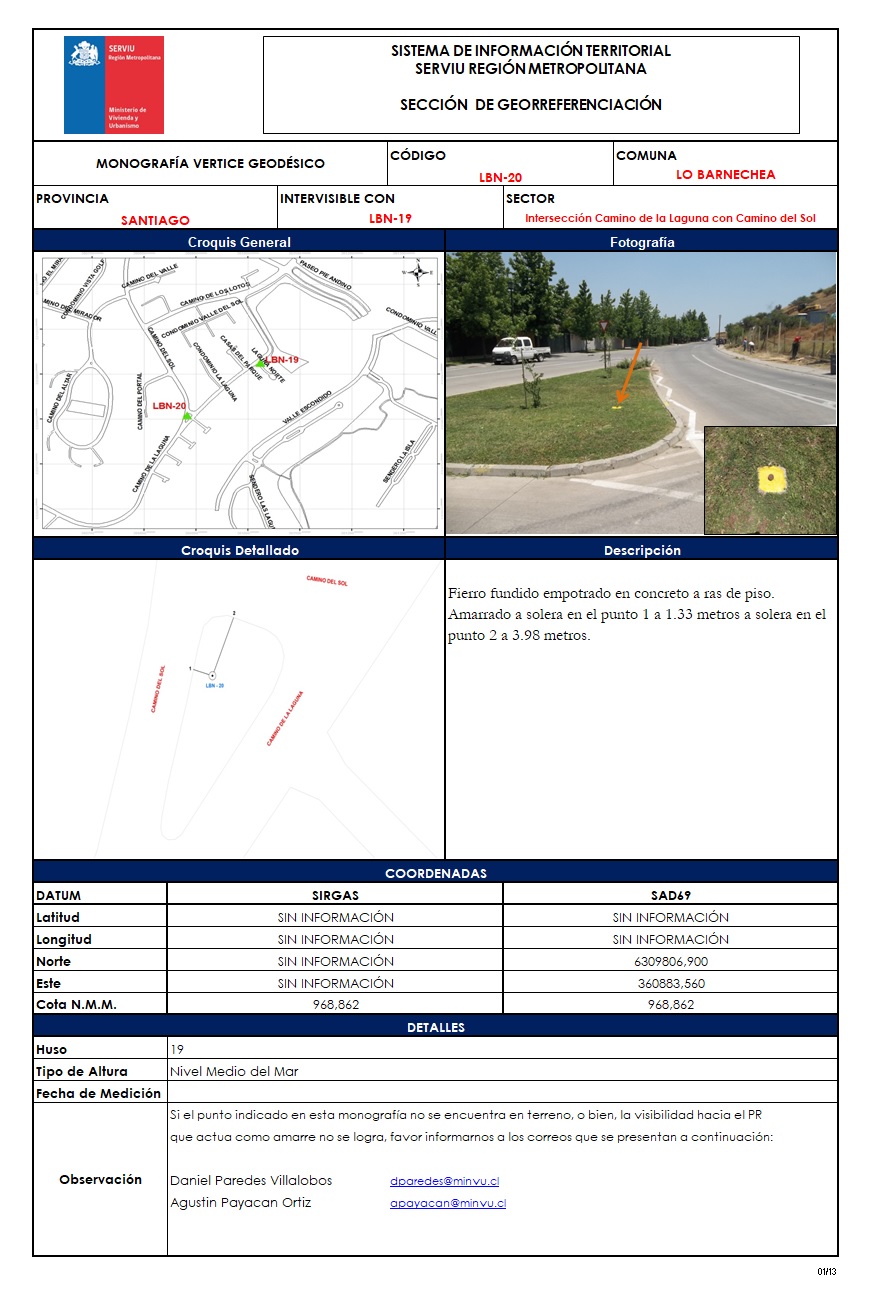 SERVIU
Región Metropolitana
Ministerio de
Vivienda y
Urbanismo
SISTEMA DE INFORMACIÓN TERRITORIAL
SERVIU REGIÓN METROPOLITANA
SECCIÓN DE GEORREFERENCIACIÓN
MONOGRAFÍA VERTICE GEODÉSICO
CÓDIGO
LBN-20
COMUNA
LO BARNECHEA
PROVINCIA
SANTIAGO
INTERVISIBLE CON
LBN-19
SECTOR
Intersección Camino de la Laguna con Camino del Sol
Croquis General
Fotografía
CONDOMINIO VISTA GOLF
CAMINO DEL VALLE
PASEO PIE ANDINO
CAMINO DE LOS LOTOS
CONDOMINIO VALLE DEL SOL
CAMINO DEL SOL
CASAS DEL PARQUE
LAGUNA NORTE
CONDOMINIO LA LAGUNA
CONDOMINIO VALL
LBN-19
LBN-20
CAMINO DEL ALTAR
CAMINO DEL PORTAL
CAMINO DE LA LAGUNA
VALLE ESCONDIDO
SENDERO LAS LAGU
SENDERO LA ISLA
N
W
E
S
Croquis Detallado
Descripción
CAMINO DEL SOL
2
1
LBN - 20
CAMINO DEL SOL
CAMINO DE LA LAGUNA
Fierro fundido empotrado en concreto a ras de piso.
Amarrado a solera en el punto 1 a 1.33 metros a solera en el
punto 2 a 3.98 metros.
COORDENADAS
DATUM SIRGAS SAD69
Latitud SIN INFORMACIÓN SIN INFORMACIÓN
Longitud SIN INFORMACIÓN SIN INFORMACIÓN
Norte SIN INFORMACIÓN 6309806,900
Este SIN INFORMACIÓN 360883,560
Cota N.M.M. 968,862 968,862
DETALLES
Huso 19
Tipo de Altura Nivel Medio del Mar
Fecha de Medición
Observación
Si el punto indicado en esta monografía no se encuentra en terreno, o bien, la visibilidad hacia el PR
que actua como amarre no se logra, favor informarnos a los correos que se presentan a continuación:
Daniel Paredes Villalobos dparedes@minvu.cl
Agustin Payacan Ortiz apayacan@minvu.cl
01/13